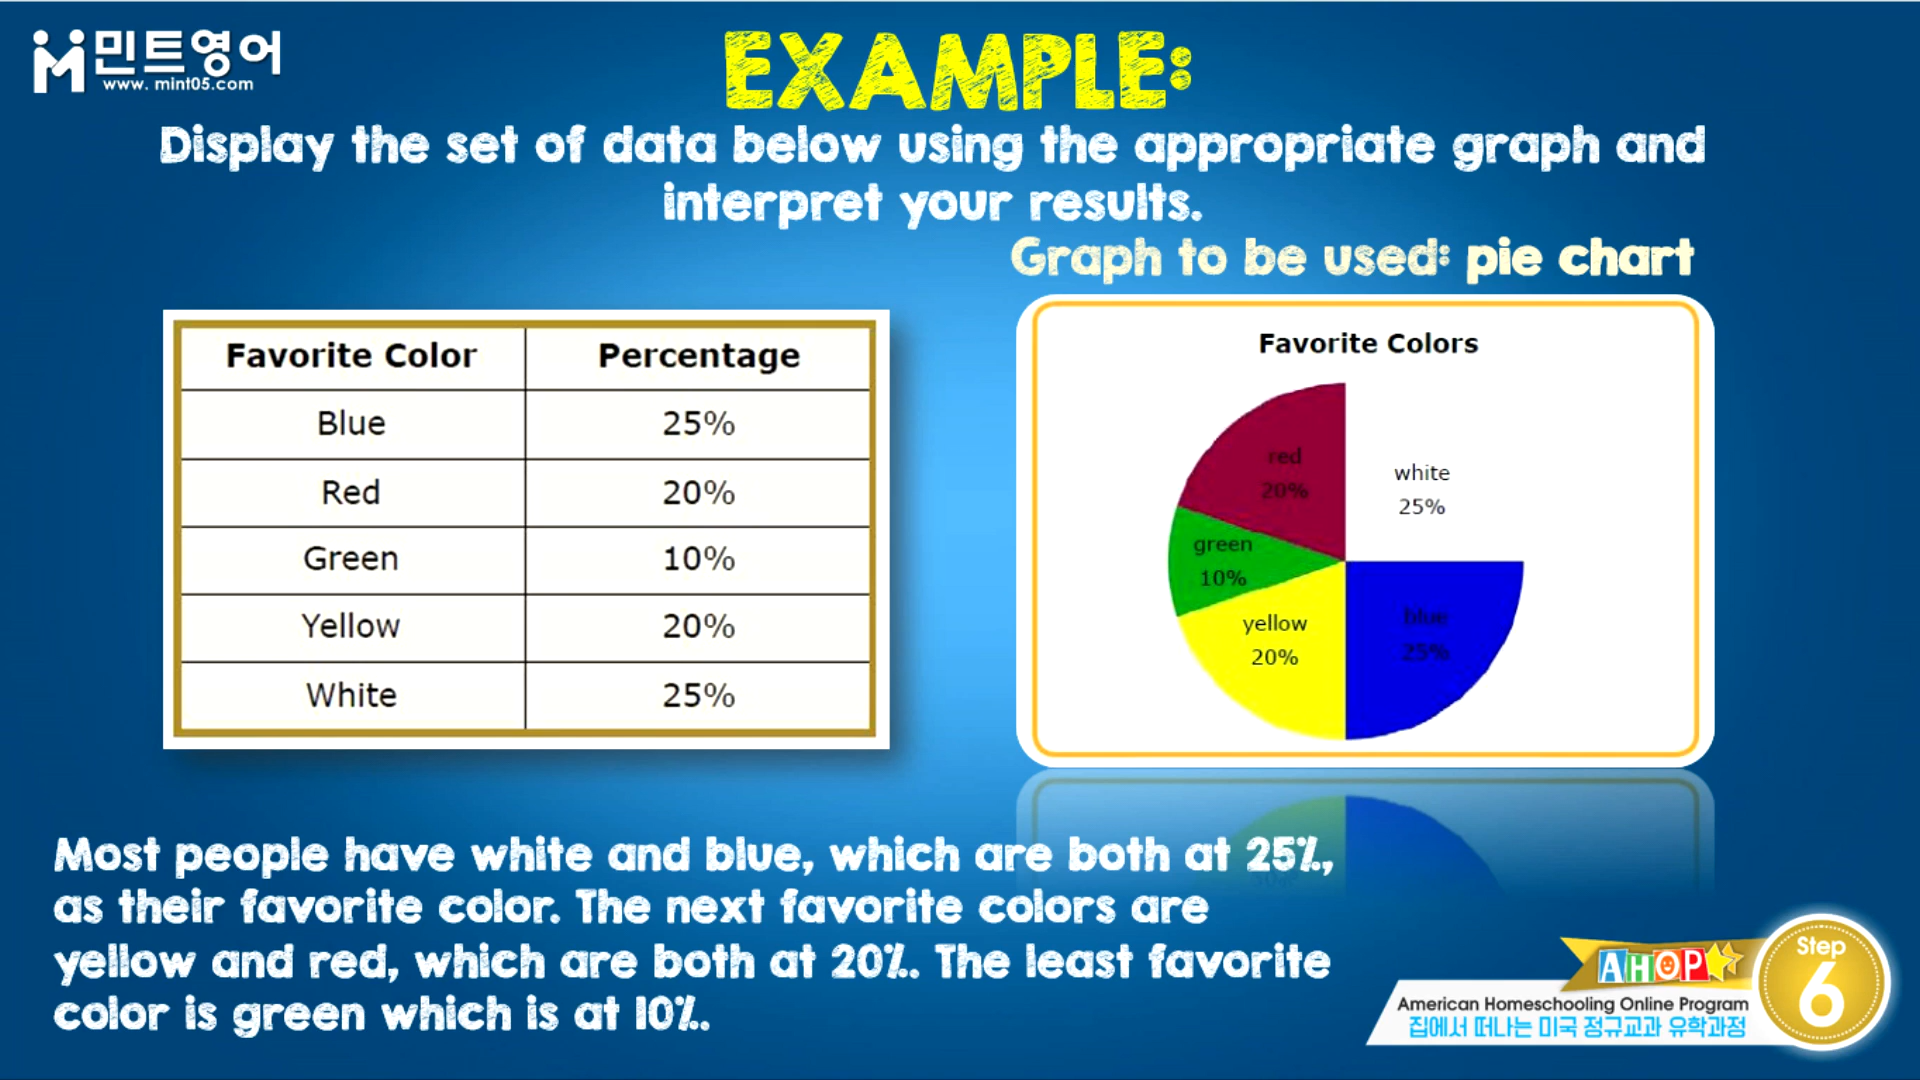 민트영어
www. mint05.com
EXAMPLE:
Display the set of data below using the appropriate graph and
interpret your results.
Graph to be used: pie chart
Favorite Color Percentage
Blue 25%
Red 20%
Green 10%
Yellow 20%
White 25%
Favorite Colors
red
20%
white
25%
green
10%
yellow
20%
blue
25%
Most people have white and blue, which are both at 25%,
as their favorite color. The next favorite colors are
yellow and red, which are both at 20%. The least favorite
color is green which is at 10%.
AHOP
American Homeschooling Online Program
집에서 떠나는 미국 정규교과 유학과정
Step
6